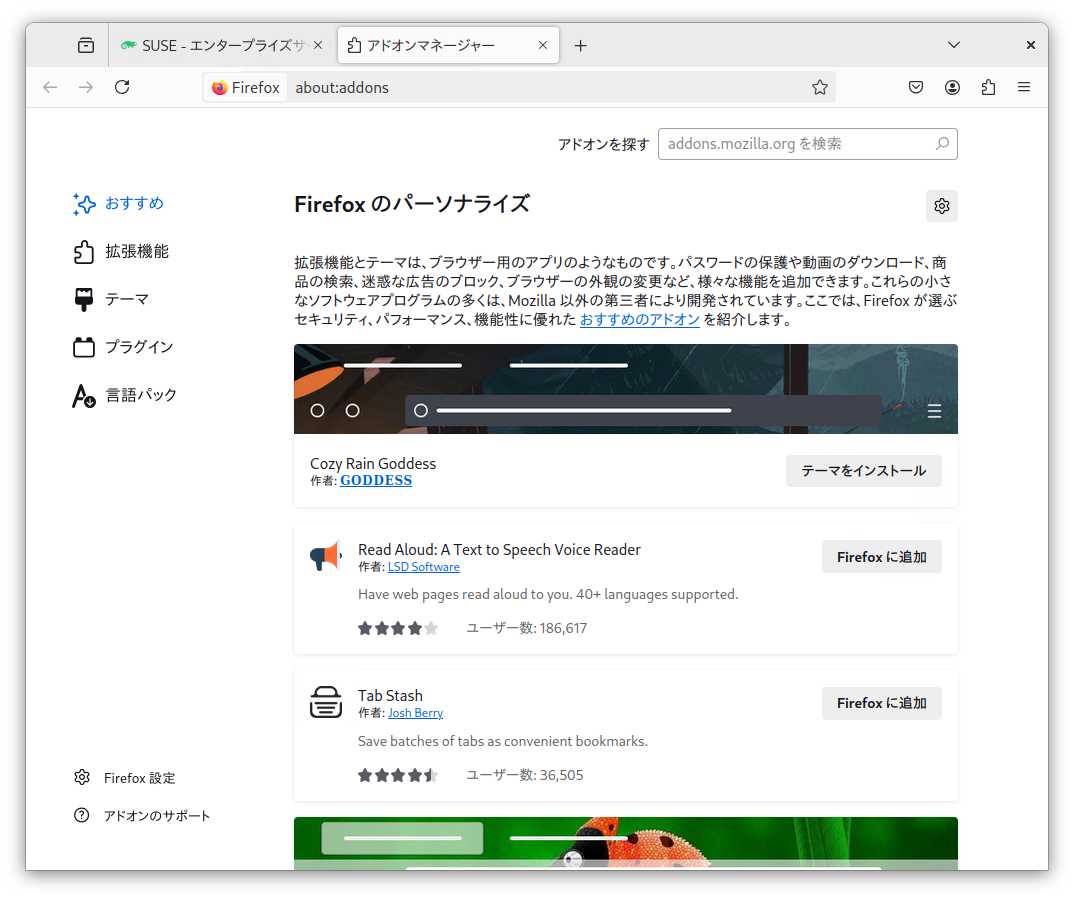 SUSE - エンタープライズサ
アドオンマネージャー
Firefox
about:addons
アドオンを探す
addons.mozilla.org を検索
おすすめ
拡張機能
テーマ
プラグイン
言語パック
Firefox のパーソナライズ
拡張機能とテーマは、ブラウザー用のアプリのようなものです。パスワードの保護や動画のダウンロード、商
品の検索、迷惑な広告のブロック、ブラウザーの外観の変更など、様々な機能を追加できます。これらの小さ
なソフトウェアプログラムの多くは、Mozilla 以外の第三者により開発されています。ここでは、Firefox が選ぶ
セキュリティ、パフォーマンス、機能性に優れた おすすめのアドオン を紹介します。
Cozy Rain Goddess
作者: GODDESS
テーマをインストール
Read Aloud: A Text to Speech Voice Reader
作者: LSD Software
Firefox に追加
Have web pages read aloud to you. 40+ languages supported.
ユーザー数: 186,617
Tab Stash
作者: Josh Berry
Firefox に追加
Save batches of tabs as convenient bookmarks.
ユーザー数: 36,505
Firefox 設定
アドオンのサポート